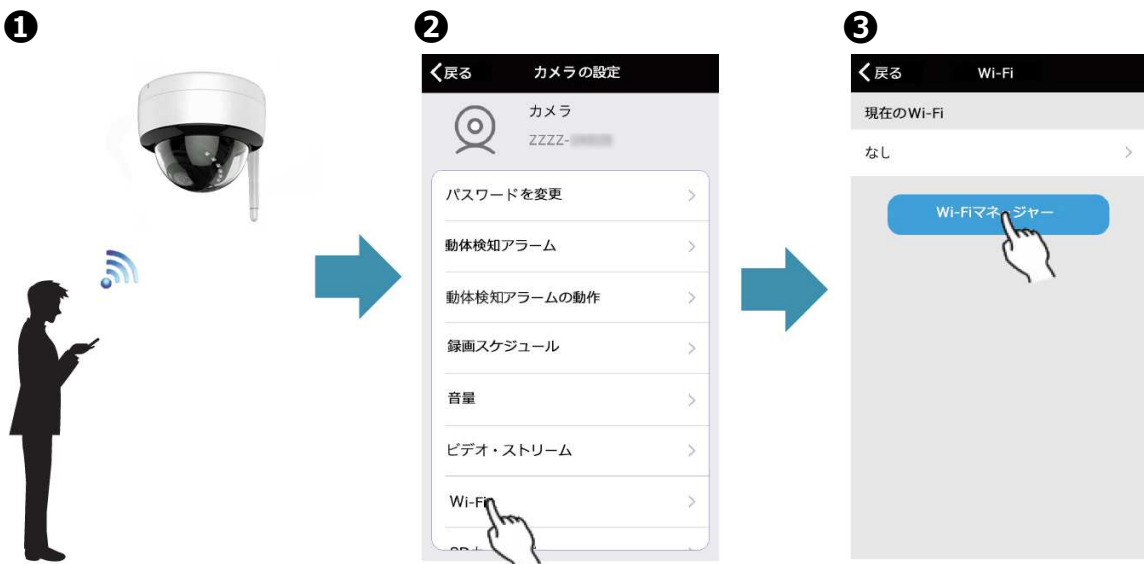 ❶
❷
戻る
カメラの設定
カメラ
ZZZZ-
パスワードを変更
動体検知アラーム
動体検知アラームの動作
録画スケジュール
音量
ビデオ・ストリーム
Wi-Fi
❸
戻る
Wi-Fi
現在のWi-Fi
なし
Wi-Fiマネージャー